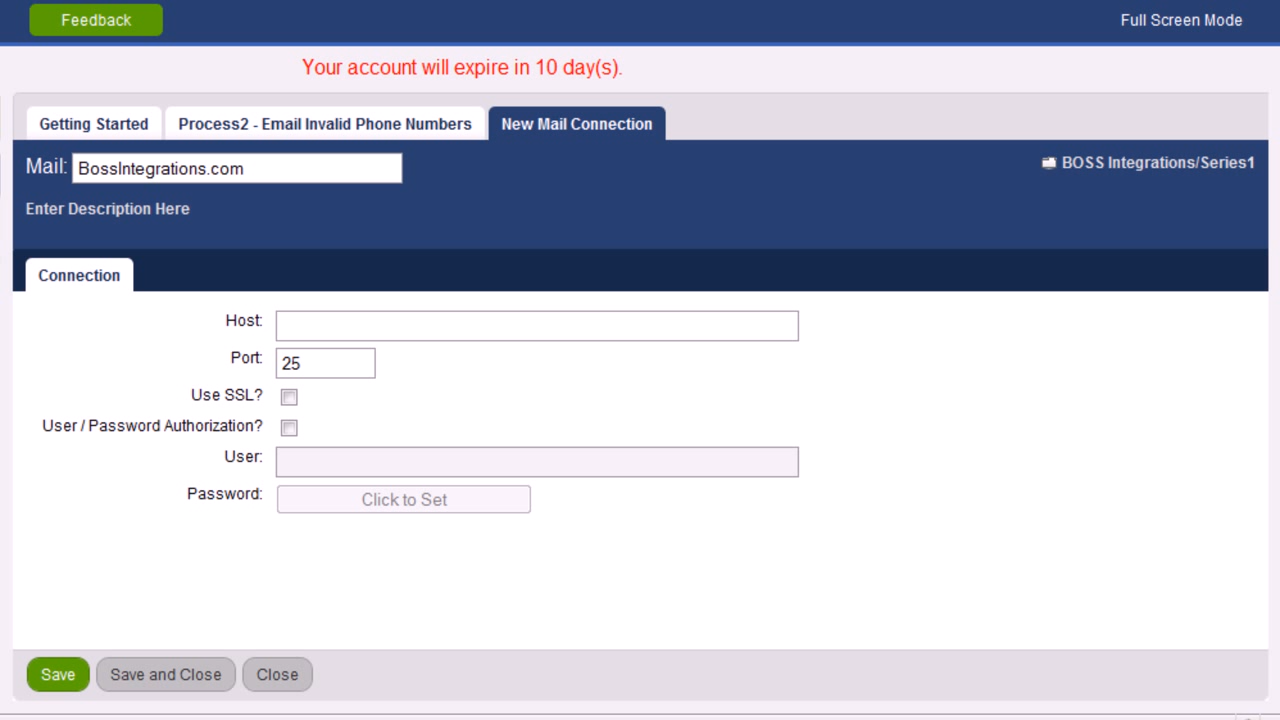 Feedback
Full Screen Mode
Your account will expire in 10 day(s).
Getting Started
Process2 - Email Invalid Phone Numbers
New Mail Connection
Mail: BossIntegrations.com
BOSS Integrations/Series1
Enter Description Here
Connection
Host:
Port: 25
Use SSL?
User / Password Authorization?
User:
Password: Click to Set
Save
Save and Close
Close